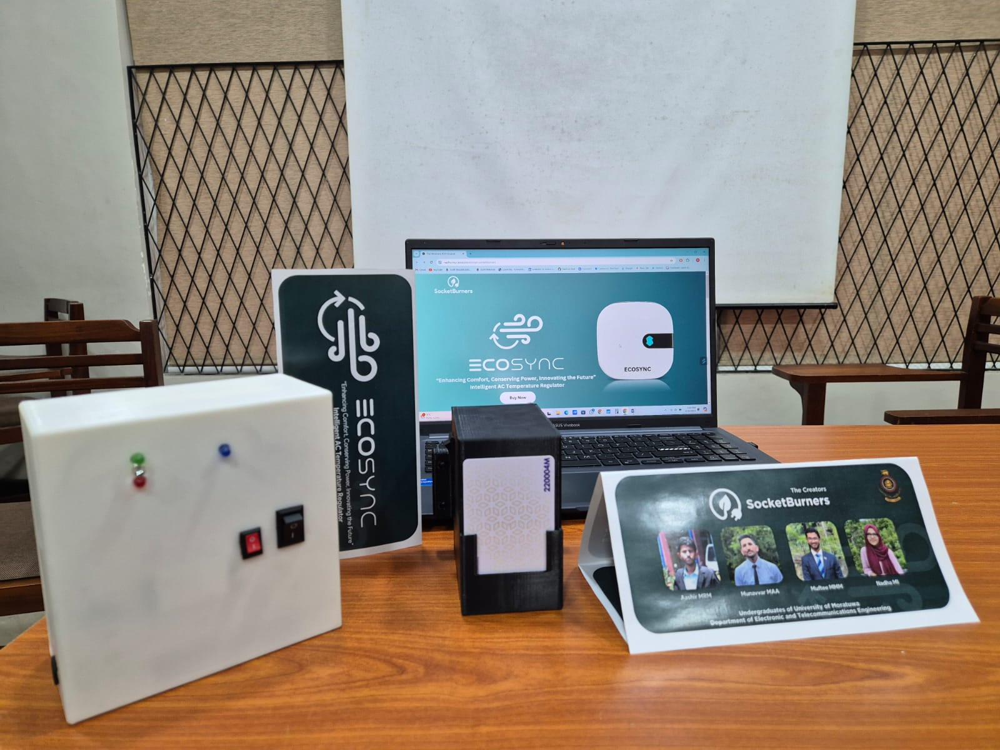 ECOSYNC
"Enhancing Comfort, Conserving Power, Innovating the Future"
Intelligent AC Temperature Regulator
SocketBurners
ECOSYNC
"Enhancing Comfort, Conserving Power, Innovating the Future"
Intelligent AC Temperature Regulator
Buy Now
ECOSYNC
ASUS Vivobook
220004M
The Creators
SocketBurners
Aashir MRM
Munavvar MAA
Muftee MMM
Nadha MI
Undergraduates of University of Moratuwa
Department of Electronic and Telecommunications Engineering